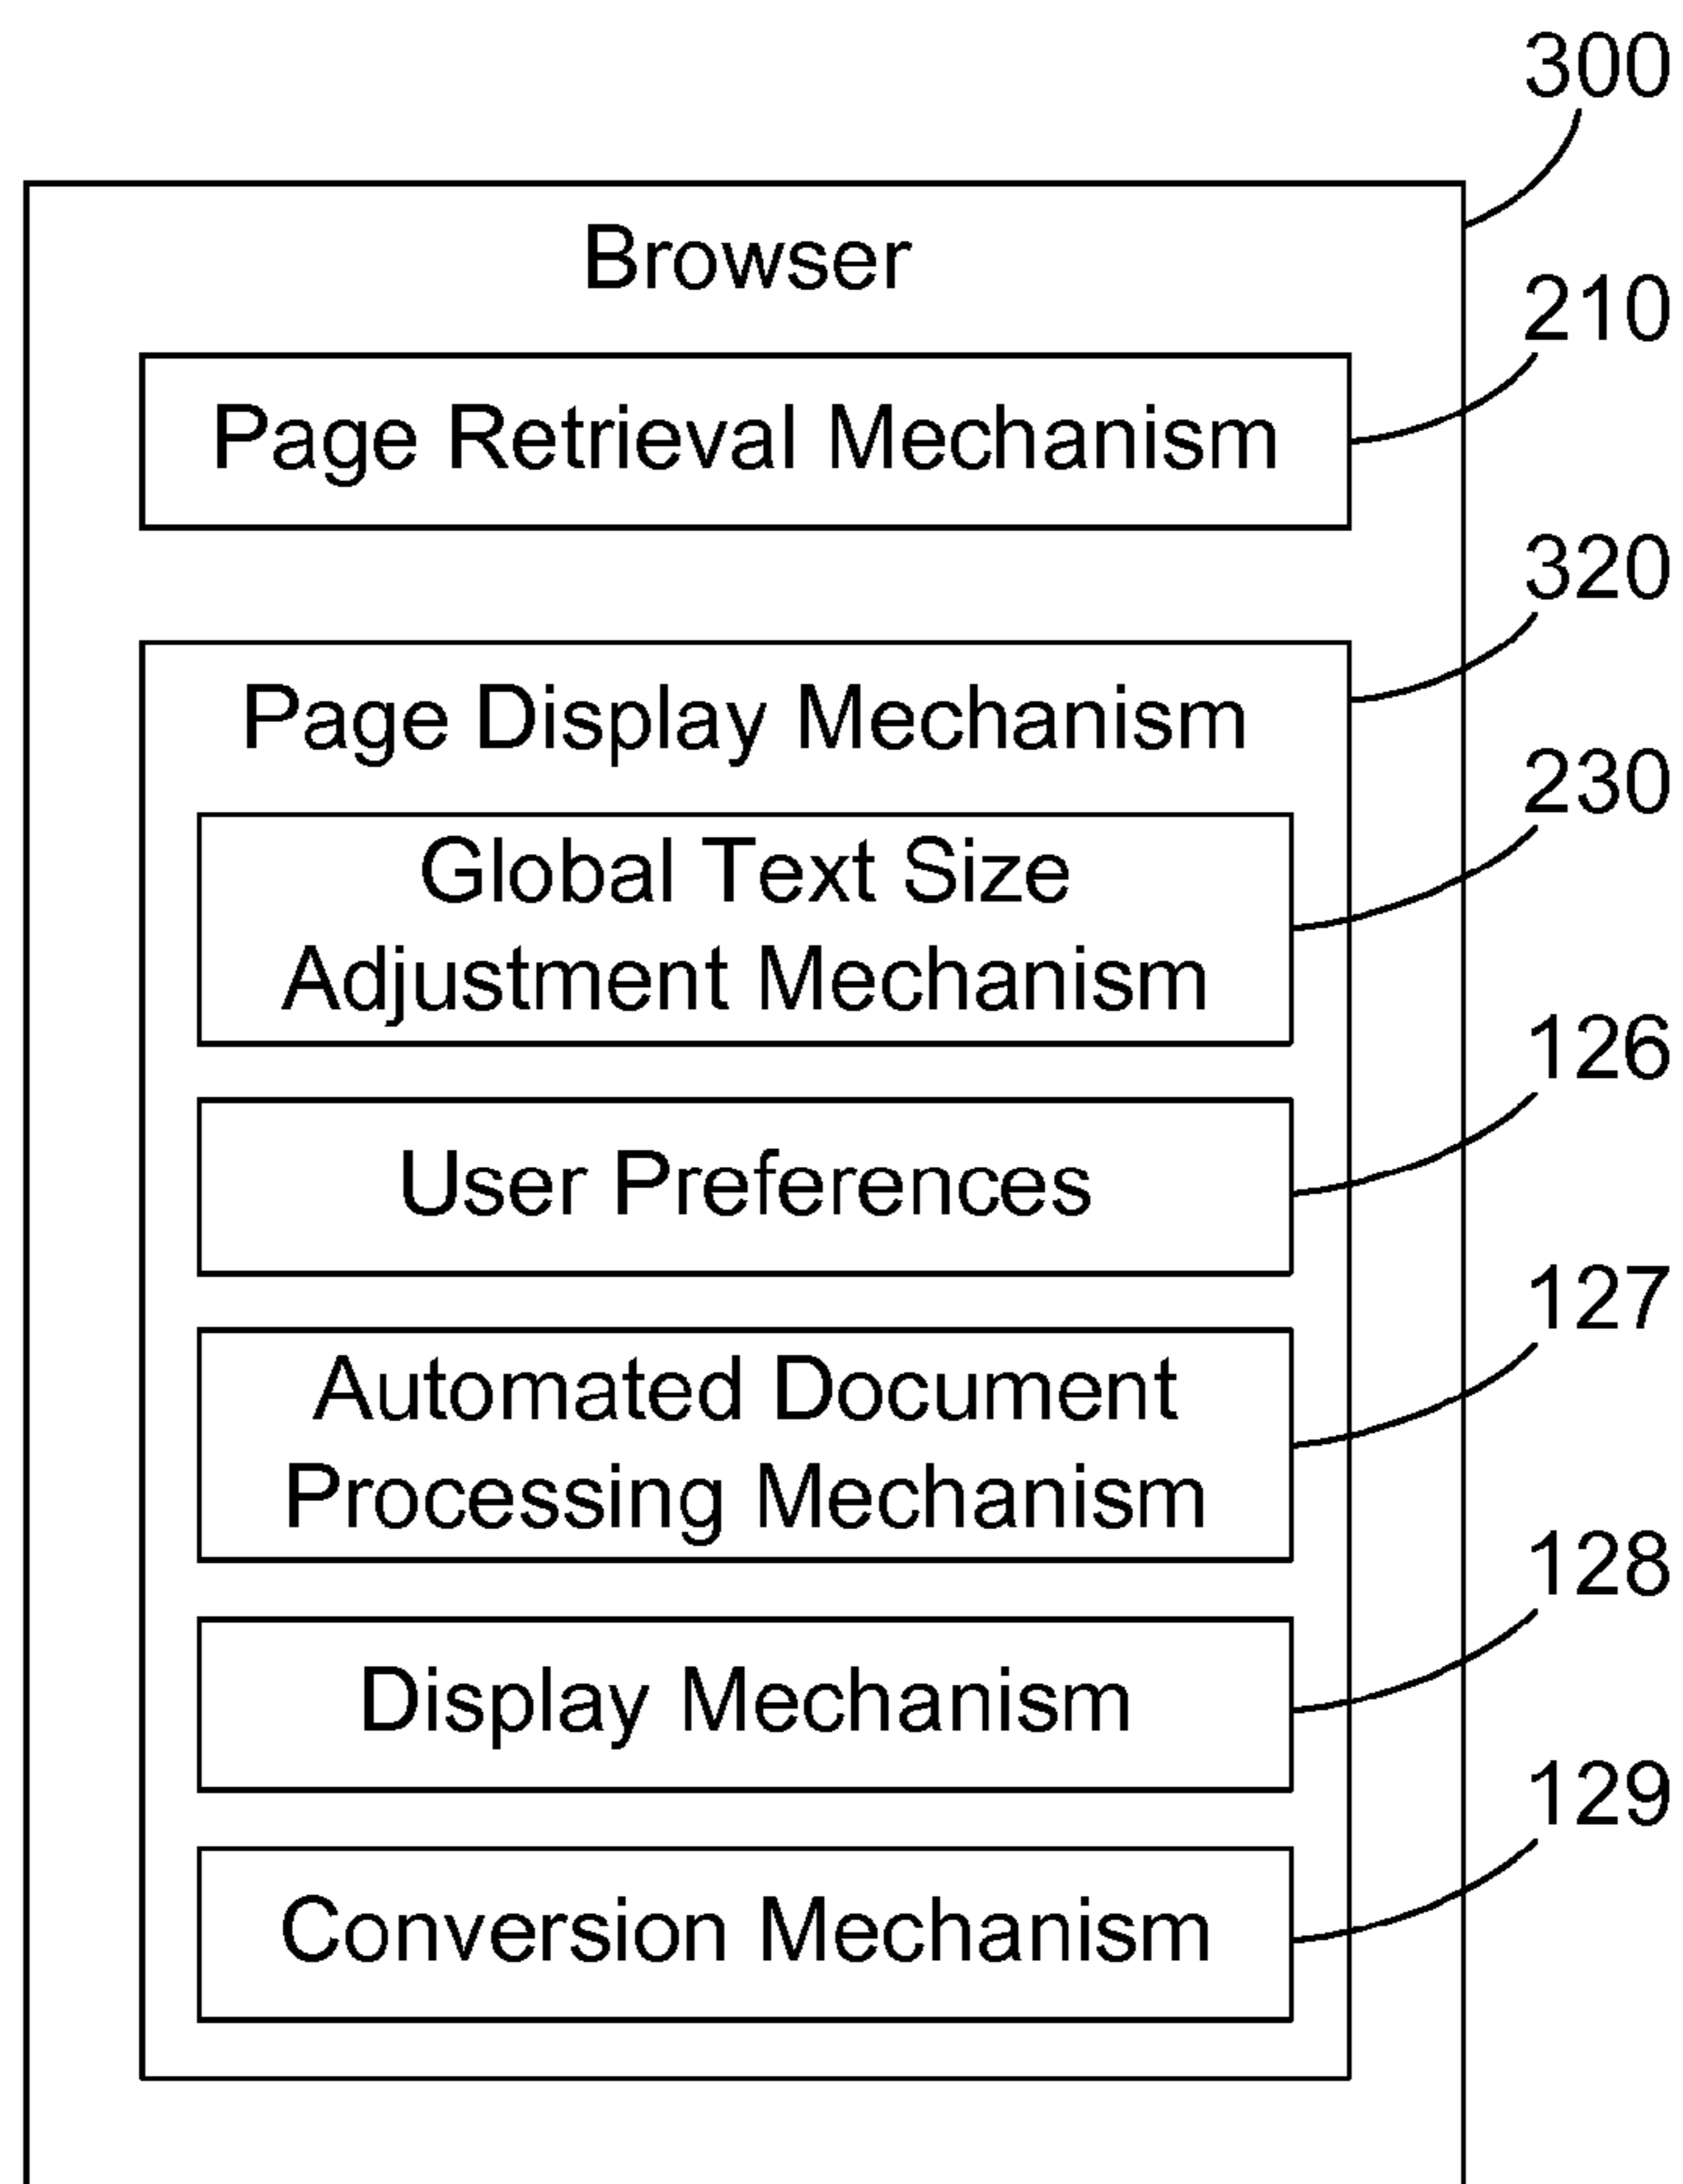 300
Browser
210
Page Retrieval Mechanism
320
Page Display Mechanism
230
Global Text Size
Adjustment Mechanism
126
User Preferences
127
Automated Document
Processing Mechanism
128
Display Mechanism
129
Conversion Mechanism